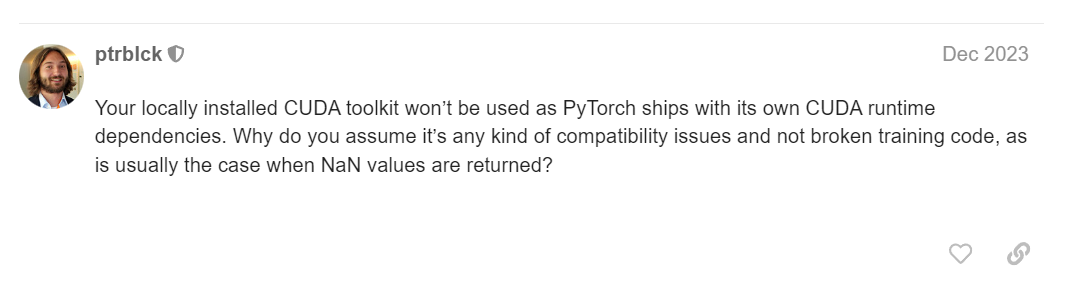 ptrblck
Dec 2023
Your locally installed CUDA toolkit won’t be used as PyTorch ships with its own CUDA runtime
dependencies. Why do you assume it’s any kind of compatibility issues and not broken training code, as
is usually the case when NaN values are returned?